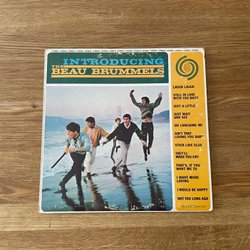 INTRODUCING
THE
BEAU BRUMMELS
LAUGH LAUGH
STILL IN LOVE
WITH YOU BABY
JUST A LITTLE
JUST WAIT
AND SEE
OH LONESOME ME
AIN'T THAT
LOVING YOU BABY
STICK LIKE GLUE
THEY'LL
MAKE YOU CRY
THAT'S, IF YOU
WANT ME TO
I WANT MORE
LOVING
I WOULD BE HAPPY
NOT TOO LONG AGO